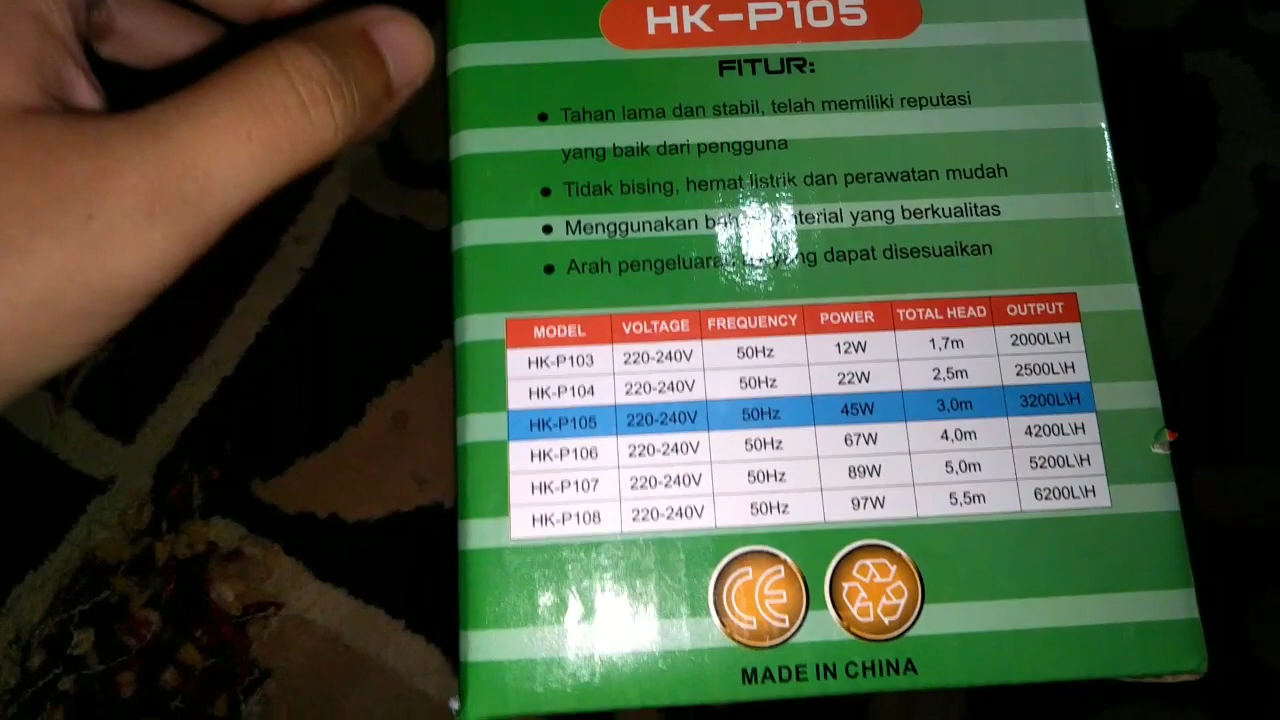 HK-P105
FITUR:
• Tahan lama dan stabil, telah memiliki reputasi
yang baik dari pengguna
• Tidak bising, hemat listrik dan perawatan mudah
• Menggunakan material yang berkualitas
• Arah pengeluaran yang dapat disesuaikan
MODEL VOLTAGE FREQUENCY POWER TOTAL HEAD OUTPUT
HK-P103 220-240V 50Hz 12W 1,7m 2000L\H
HK-P104 220-240V 50Hz 22W 2,5m 2500L\H
HK-P105 220-240V 50Hz 45W 3,0m 3200L\H
HK-P106 220-240V 50Hz 67W 4,0m 4200L\H
HK-P107 220-240V 50Hz 89W 5,0m 5200L\H
HK-P108 220-240V 50Hz 97W 5,5m 6200L\H
CE
MADE IN CHINA